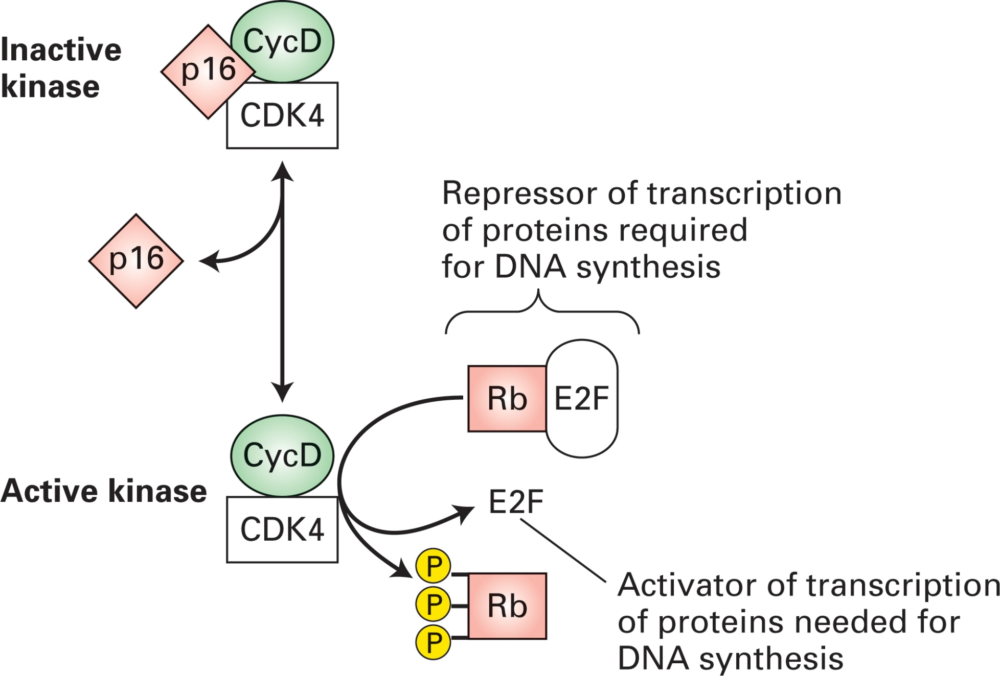 CycD
Inactive
kinase
p16
CDK4
Repressor of transcription
of proteins required
for DNA synthesis
p16
Rb
E2F
CycD
Active kinase
CDK4
E2F
P
P
P
Rb
Activator of transcription
of proteins needed for
DNA synthesis